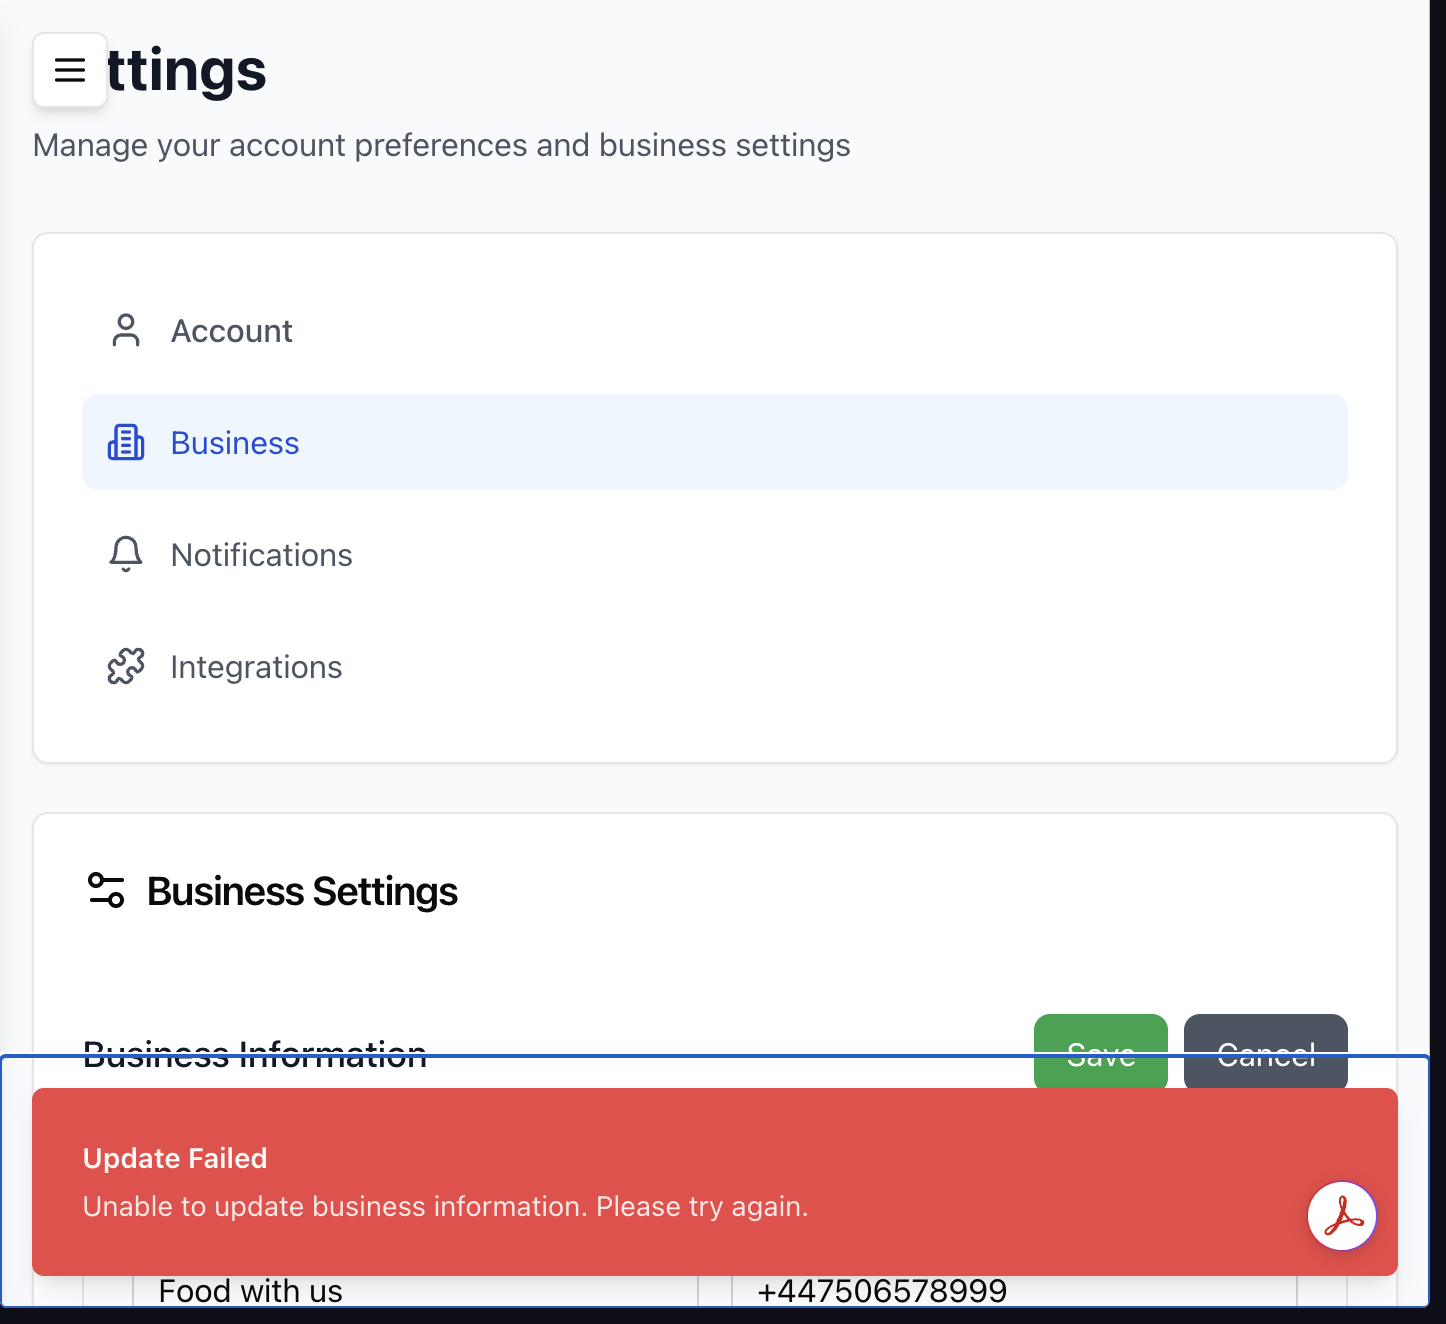 ttings
Manage your account preferences and business settings
Account
Business
Notifications
Integrations
Business Settings
Business Information
Save
Cancel
Update Failed
Unable to update business information. Please try again.
Food with us
+447506578999